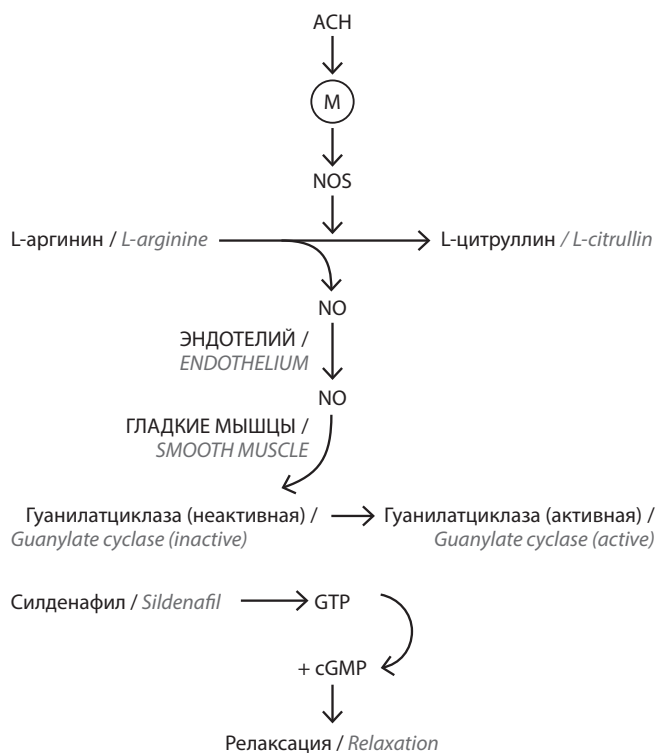 ACH
M
NOS
L-аргинин / L-arginine
L-цитруллин / L-citrullin
NO
ЭНДОТЕЛИЙ /
ENDOTHELIUM
NO
ГЛАДКИЕ МЫШЦЫ /
SMOOTH MUSCLE
Гуанилатциклаза (неактивная) /
Guanylate cyclase (inactive)
Гуанилатциклаза (активная) /
Guanylate cyclase (active)
Силденафил / Sildenafil
GTP
+ cGMP
Релаксация / Relaxation